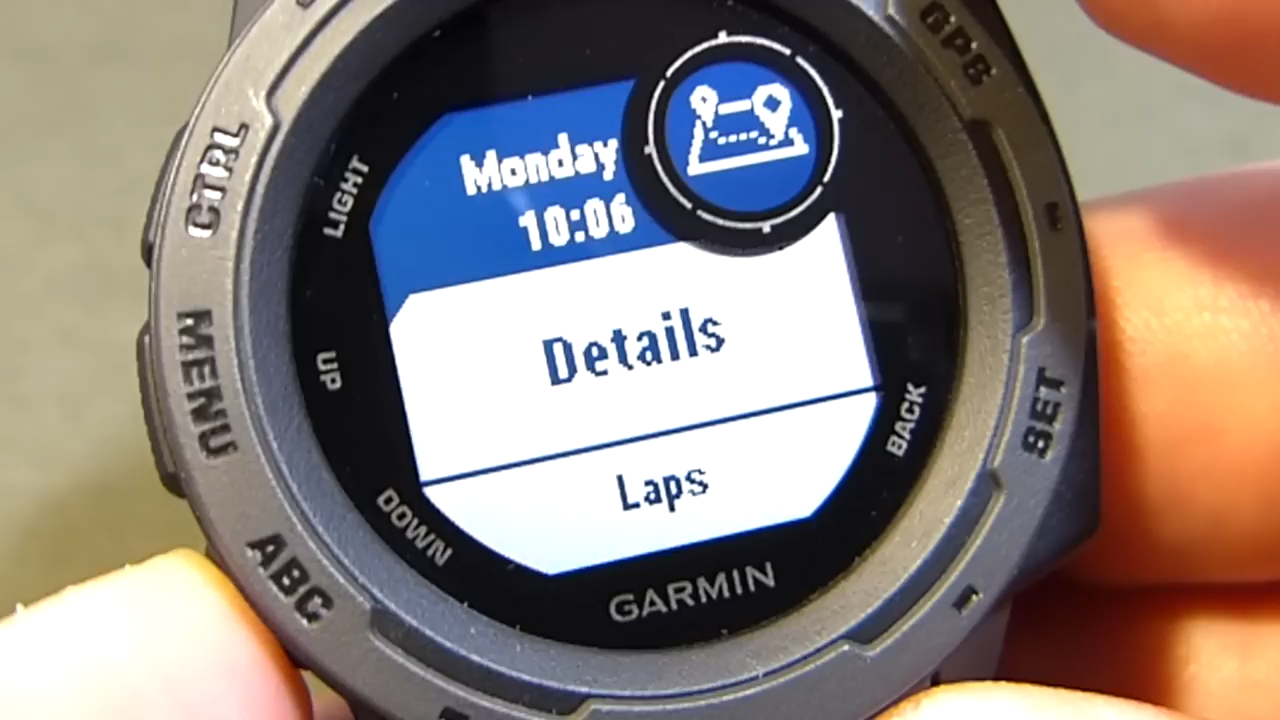 GPS
CTRL
LIGHT
Monday
10:06
UP
MENU
Details
SET
BACK
Laps
DOWN
ABC
GARMIN